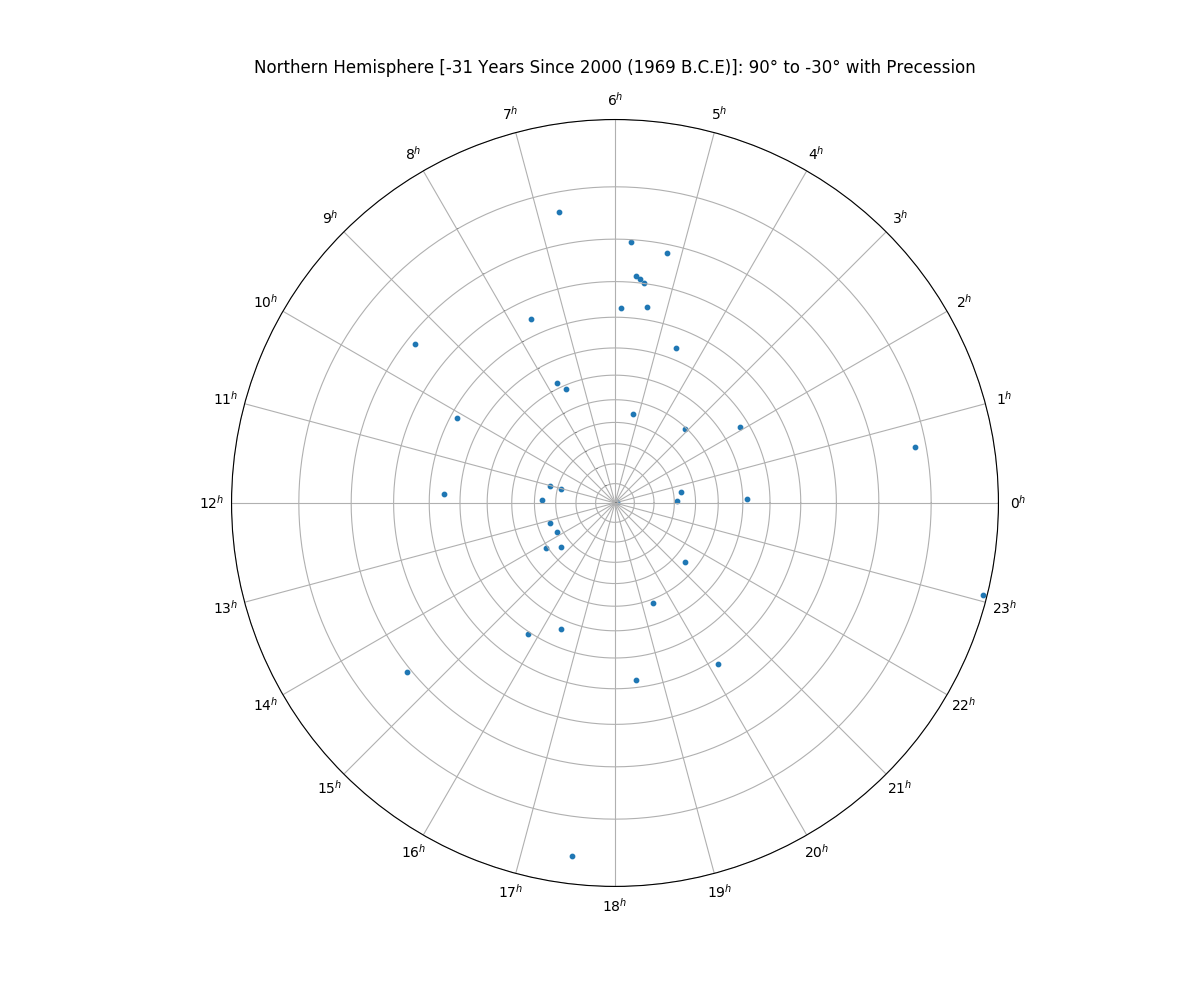 Northern Hemisphere [-31 Years Since 2000 (1969 B.C.E)]: 90° to -30° with Precession
6ʰ
7ʰ 5ʰ
8ʰ 4ʰ
9ʰ 3ʰ
10ʰ 2ʰ
11ʰ 1ʰ
12ʰ 0ʰ
13ʰ 23ʰ
14ʰ 22ʰ
15ʰ 21ʰ
16ʰ 20ʰ
17ʰ 19ʰ
18ʰ